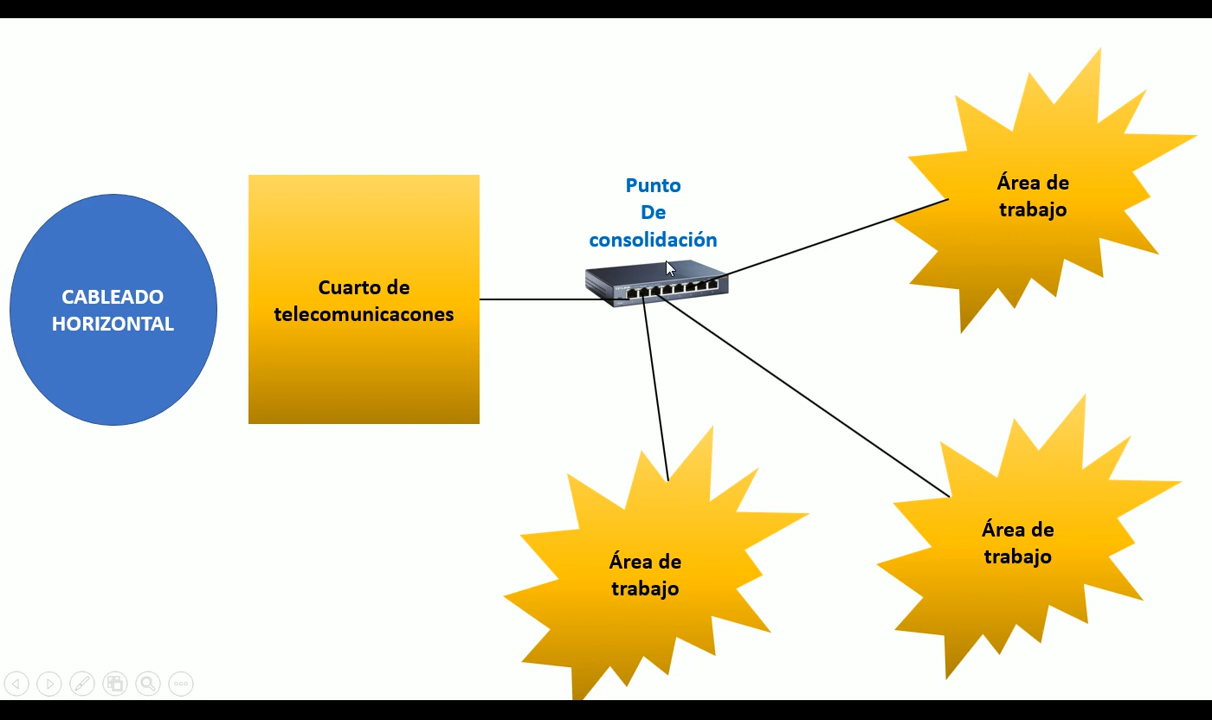 CABLEADO
HORIZONTAL
Cuarto de
telecomunicacones
Punto
De
consolidación
Área de
trabajo
Área de
trabajo
Área de
trabajo